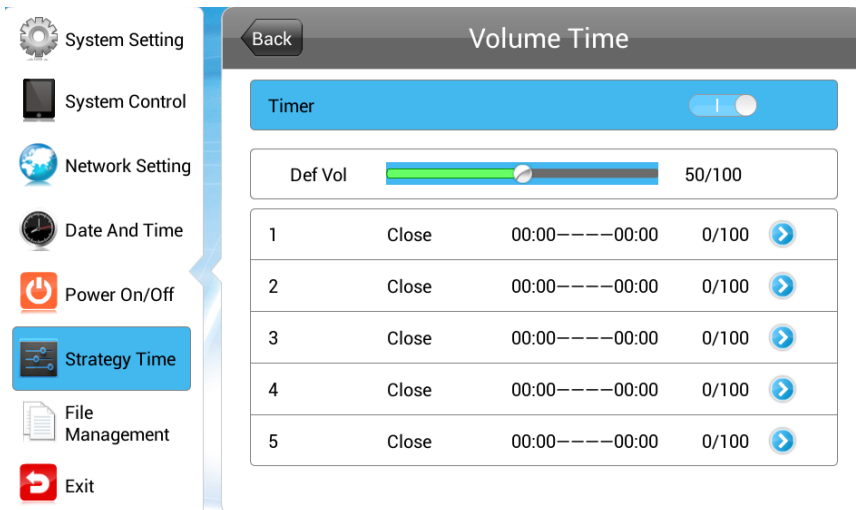 System Setting
System Control
Network Setting
Date And Time
Power On/Off
Strategy Time
File
Management
Exit
Back
Volume Time
Timer
Def Vol 50/100
1 Close 00:00−−−−00:00 0/100
2 Close 00:00−−−−00:00 0/100
3 Close 00:00−−−−00:00 0/100
4 Close 00:00−−−−00:00 0/100
5 Close 00:00−−−−00:00 0/100